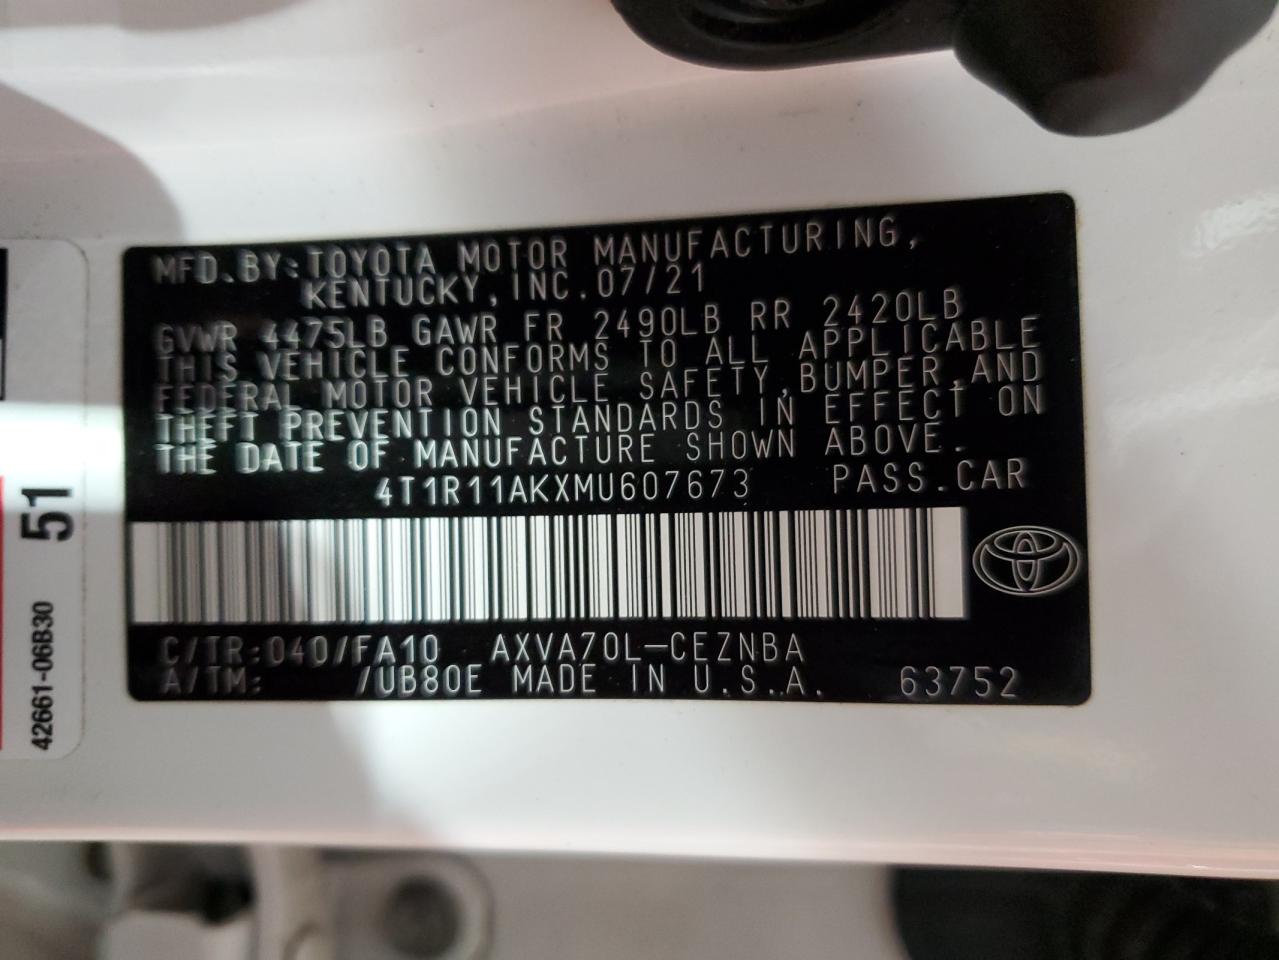 MFD. BY: TOYOTA MOTOR MANUFACTURING,
KENTUCKY, INC. 07/21
GVWR 4475LB GAWR FR 2490LB RR 2420LB
THIS VEHICLE CONFORMS TO ALL APPLICABLE
FEDERAL MOTOR VEHICLE SAFETY, BUMPER, AND
THEFT PREVENTION STANDARDS IN EFFECT ON
THE DATE OF MANUFACTURE SHOWN ABOVE.
4T1R11AKXMU607673 PASS. CAR
C/TR: 040/FA10 AXVA70L-CEZNBA
A/TM: /UB80E MADE IN U.S.A. 63752
51
42661-06B30